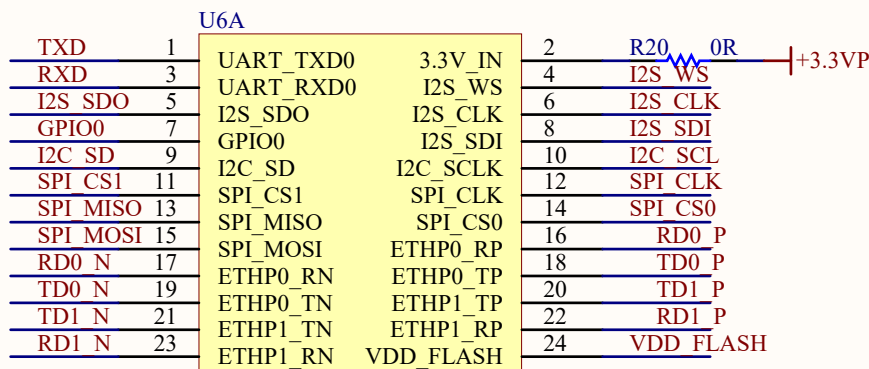 U6A
TXD 1 UART_TXD0 3.3V_IN 2 R20 0R +3.3VP
RXD 3 UART_RXD0 I2S_WS 4 I2S_WS
I2S_SDO 5 I2S_SDO I2S_CLK 6 I2S_CLK
GPIO0 7 GPIO0 I2S_SDI 8 I2S_SDI
I2C_SD 9 I2C_SD I2C_SCLK 10 I2C_SCL
SPI_CS1 11 SPI_CS1 SPI_CLK 12 SPI_CLK
SPI_MISO 13 SPI_MISO SPI_CS0 14 SPI_CS0
SPI_MOSI 15 SPI_MOSI ETHP0_RP 16 RD0_P
RD0_N 17 ETHP0_RN ETHP0_TP 18 TD0_P
TD0_N 19 ETHP0_TN ETHP1_TP 20 TD1_P
TD1_N 21 ETHP1_TN ETHP1_RP 22 RD1_P
RD1_N 23 ETHP1_RN VDD_FLASH 24 VDD_FLASH